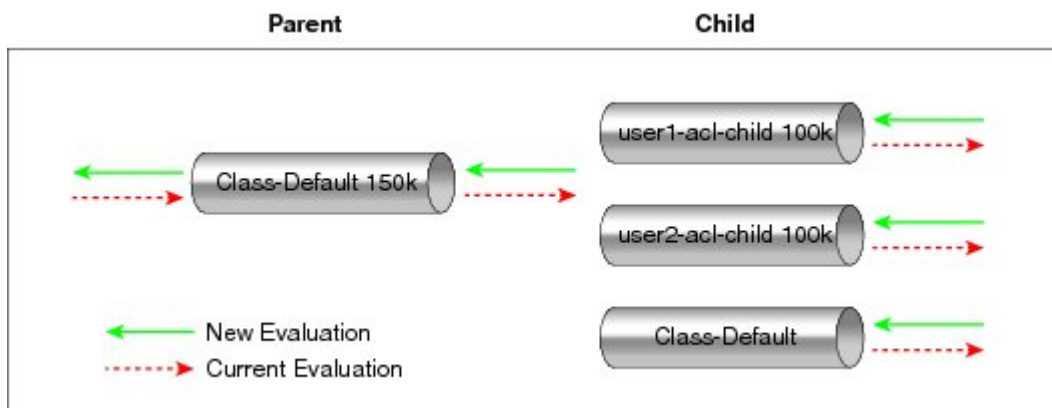 Parent
Child
user1-acl-child 100k
Class-Default 150k
user2-acl-child 100k
Class-Default
New Evaluation
Current Evaluation